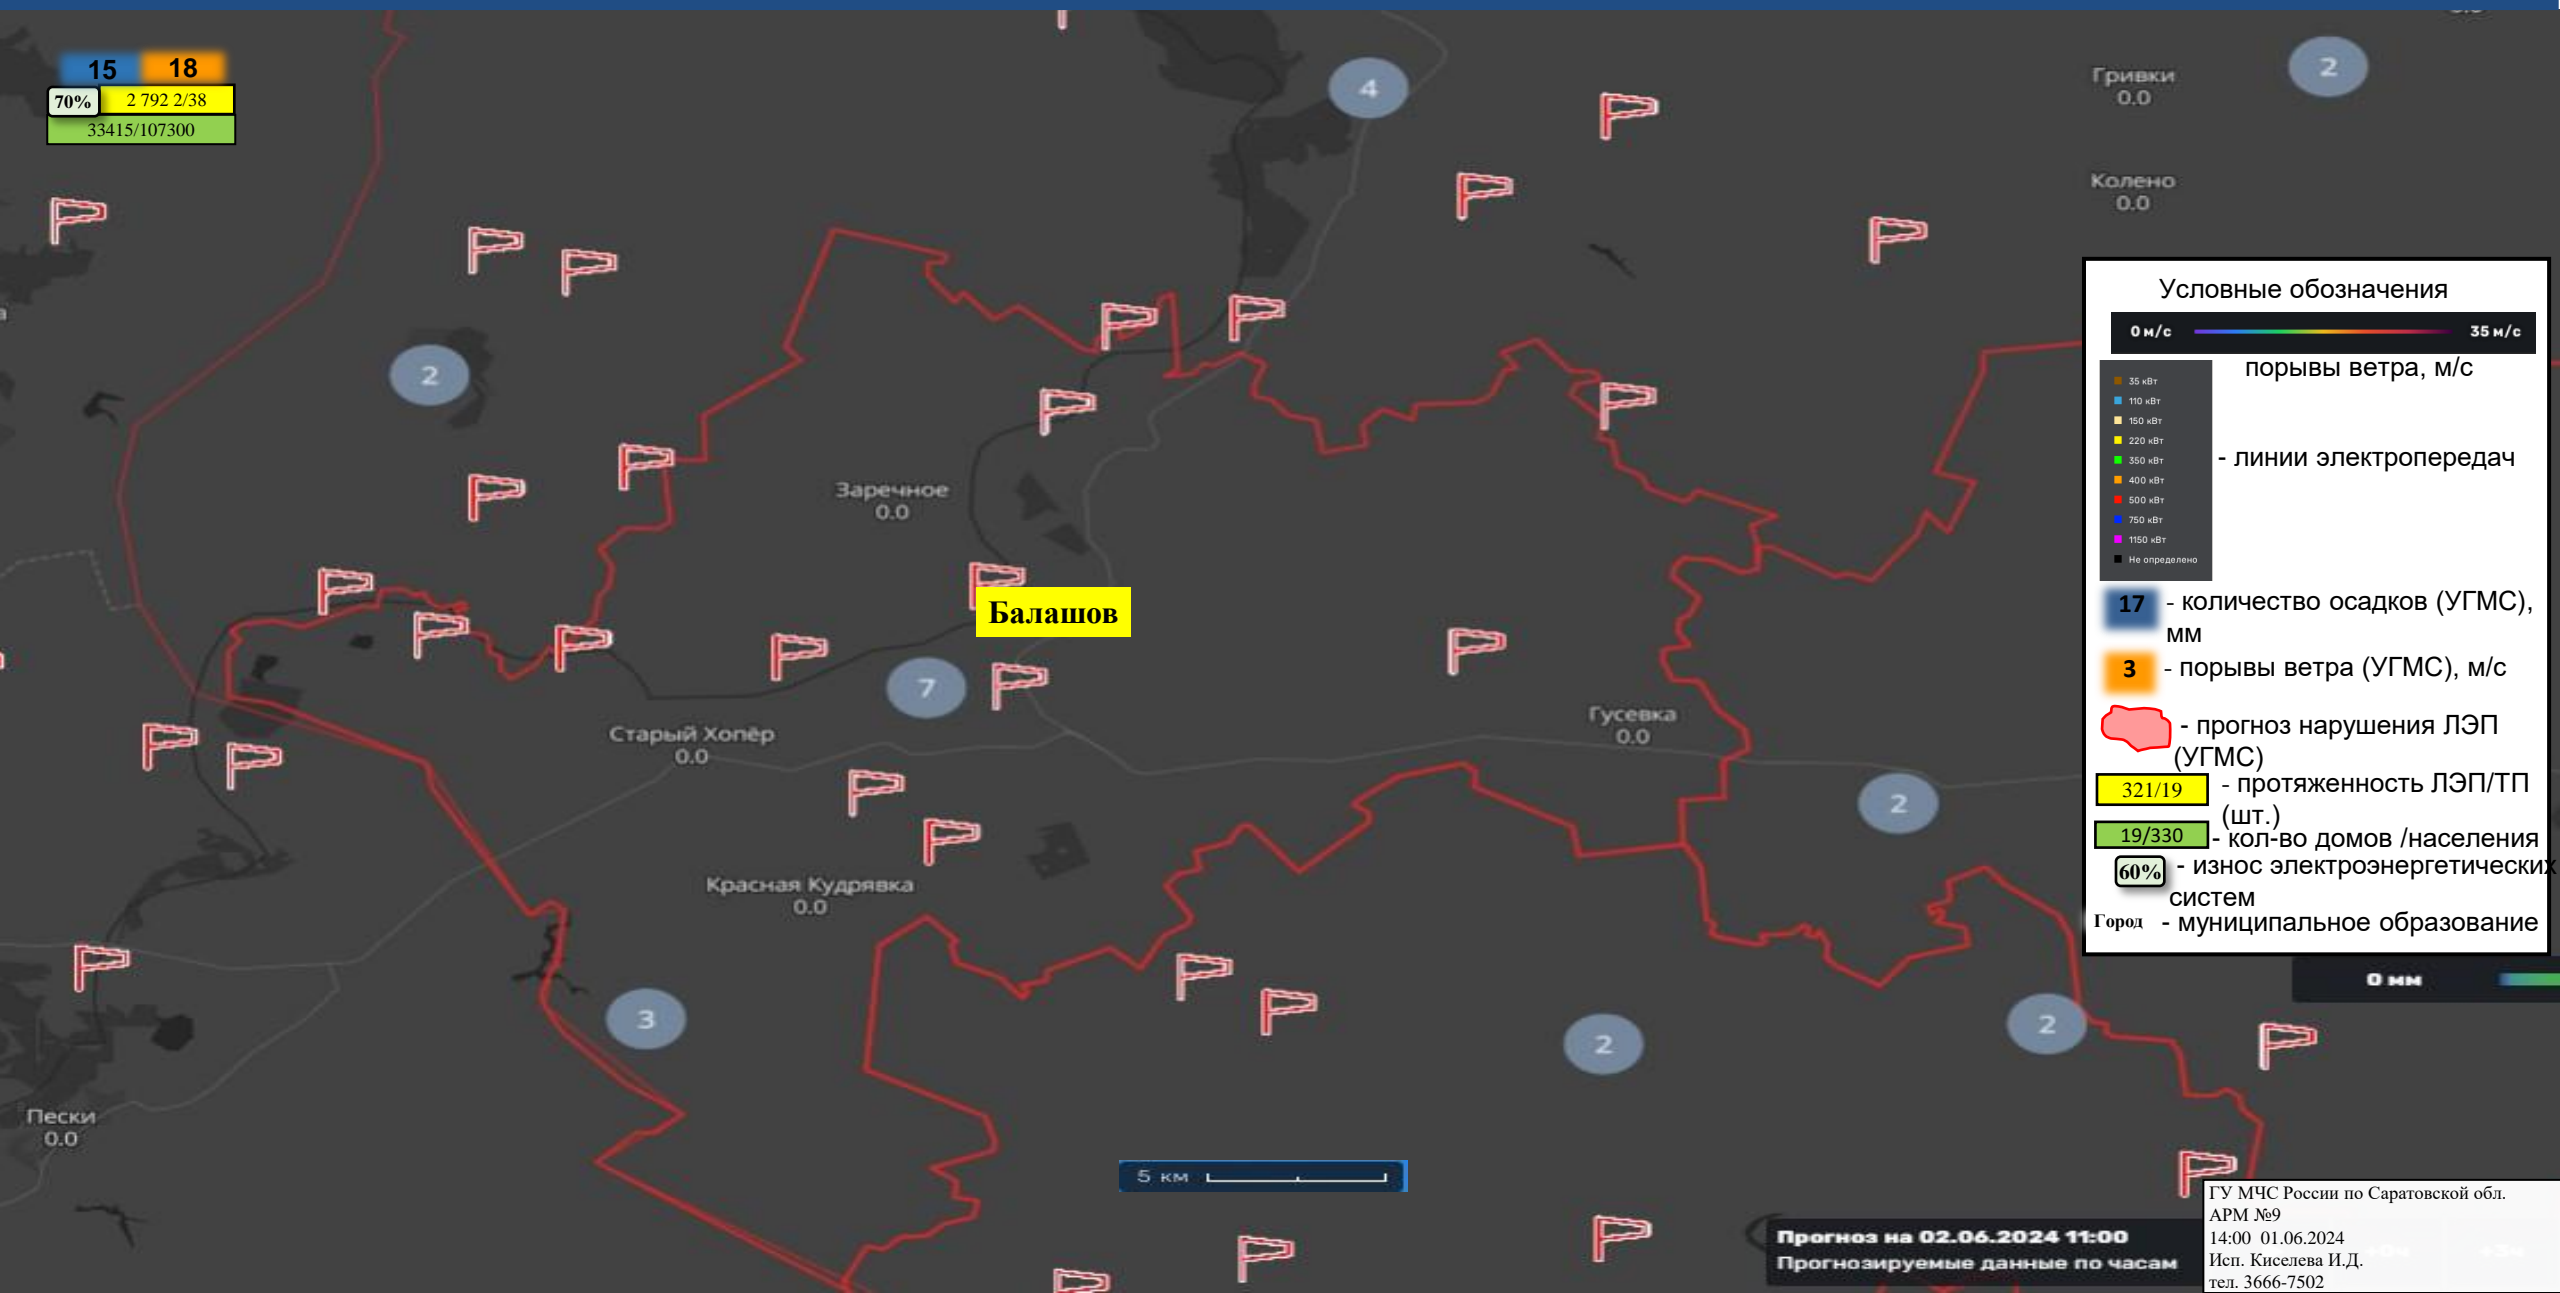 15 18
70% 2 792 2/38
33415/107300
4
2
Гривки
0.0
Колено
0.0
2
Заречное
0.0
Балашов
7
Старый Хопёр
0.0
Гусевка
0.0
2
Красная Кудрявка
0.0
3
2
2
Пески
0.0
5 км
Условные обозначения
0 м/с 35 м/с
порывы ветра, м/с
35 кВт
110 кВт
150 кВт
220 кВт
350 кВт
400 кВт
500 кВт
750 кВт
1150 кВт
Не определено
- линии электропередач
17 - количество осадков (УГМС),
мм
3 - порывы ветра (УГМС), м/с
- прогноз нарушения ЛЭП
(УГМС)
321/19 - протяженность ЛЭП/ТП
(шт.)
19/330 - кол-во домов /населения
60% - износ электроэнергетических
систем
Город - муниципальное образование
0 мм
Прогноз на 02.06.2024 11:00
Прогнозируемые данные по часам
ГУ МЧС России по Саратовской обл.
АРМ №9
14:00 01.06.2024
Исп. Киселева И.Д.
тел. 3666-7502